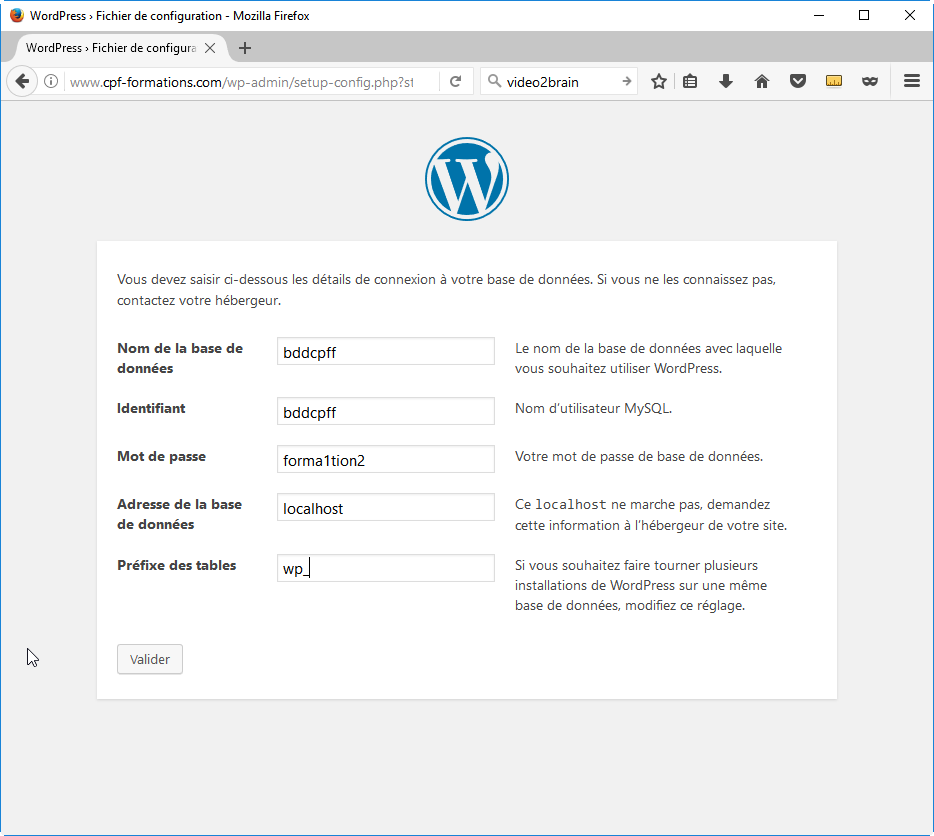 WordPress › Fichier de configuration - Mozilla Firefox
WordPress › Fichier de configura
www.cpf-formations.com/wp-admin/setup-config.php?st
video2brain
W
Vous devez saisir ci-dessous les détails de connexion à votre base de données. Si vous ne les connaissez pas,
contactez votre hébergeur.
Nom de la base de
données
bddcpff
Le nom de la base de données avec laquelle
vous souhaitez utiliser WordPress.
Identifiant
bddcpff
Nom d’utilisateur MySQL.
Mot de passe
forma1tion2
Votre mot de passe de base de données.
Adresse de la base
de données
localhost
Ce localhost ne marche pas, demandez
cette information à l’hébergeur de votre site.
Préfixe des tables
wp_
Si vous souhaitez faire tourner plusieurs
installations de WordPress sur une même
base de données, modifiez ce réglage.
Valider